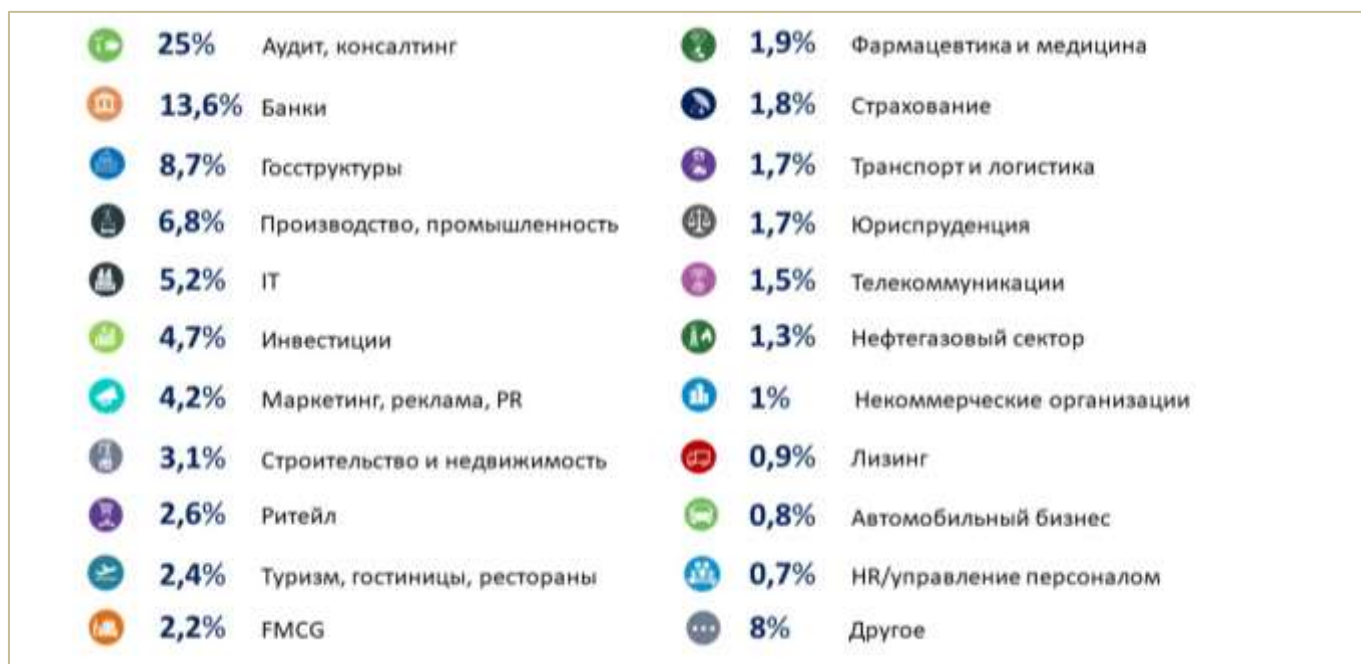 25% Аудит, консалтинг
13,6% Банки
8,7% Госструктуры
6,8% Производство, промышленность
5,2% IT
4,7% Инвестиции
4,2% Маркетинг, реклама, PR
3,1% Строительство и недвижимость
2,6% Ритейл
2,4% Туризм, гостиницы, рестораны
2,2% FMCG
1,9% Фармацевтика и медицина
1,8% Страхование
1,7% Транспорт и логистика
1,7% Юриспруденция
1,5% Телекоммуникации
1,3% Нефтегазовый сектор
1% Некоммерческие организации
0,9% Лизинг
0,8% Автомобильный бизнес
0,7% HR/управление персоналом
8% Другое